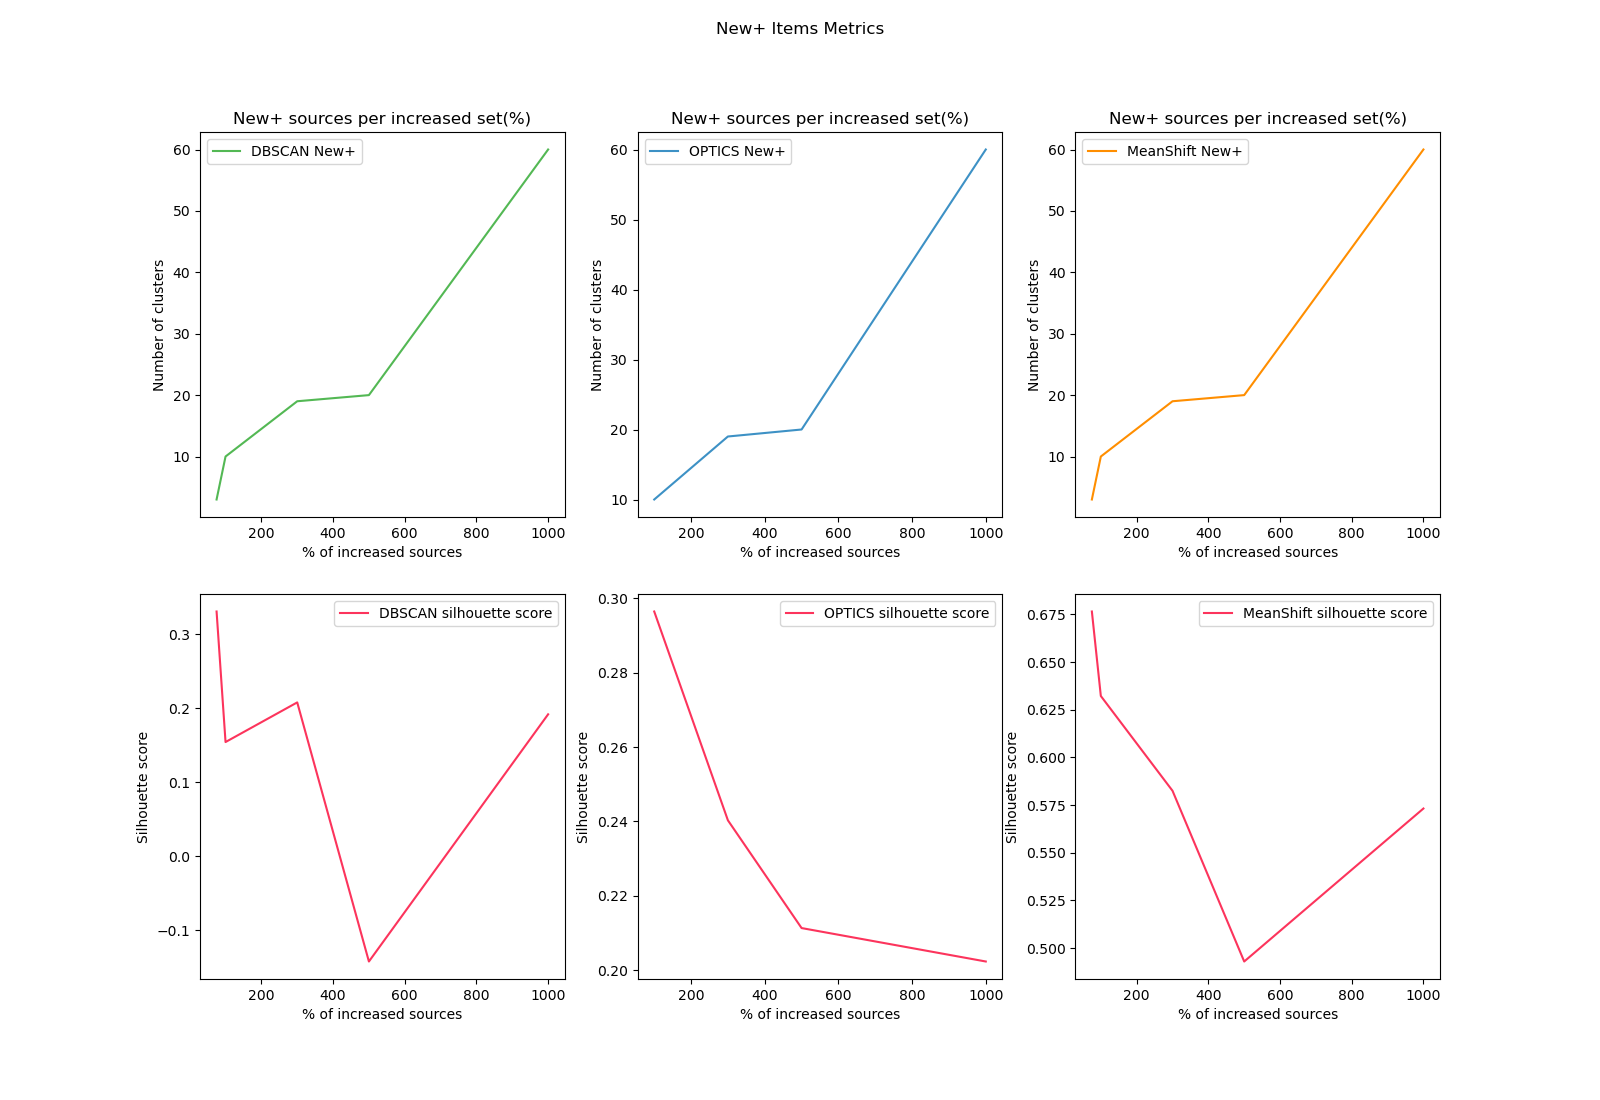 New+ Items Metrics
New+ sources per increased set(%)
DBSCAN New+
Number of clusters
60
50
40
30
20
10
200 400 600 800 1000
% of increased sources
New+ sources per increased set(%)
OPTICS New+
Number of clusters
60
50
40
30
20
10
200 400 600 800 1000
% of increased sources
New+ sources per increased set(%)
MeanShift New+
Number of clusters
60
50
40
30
20
10
200 400 600 800 1000
% of increased sources
DBSCAN silhouette score
Silhouette score
0.3
0.2
0.1
0.0
−0.1
200 400 600 800 1000
% of increased sources
OPTICS silhouette score
Silhouette score
0.30
0.28
0.26
0.24
0.22
0.20
200 400 600 800 1000
% of increased sources
MeanShift silhouette score
Silhouette score
0.675
0.650
0.625
0.600
0.575
0.550
0.525
0.500
200 400 600 800 1000
% of increased sources